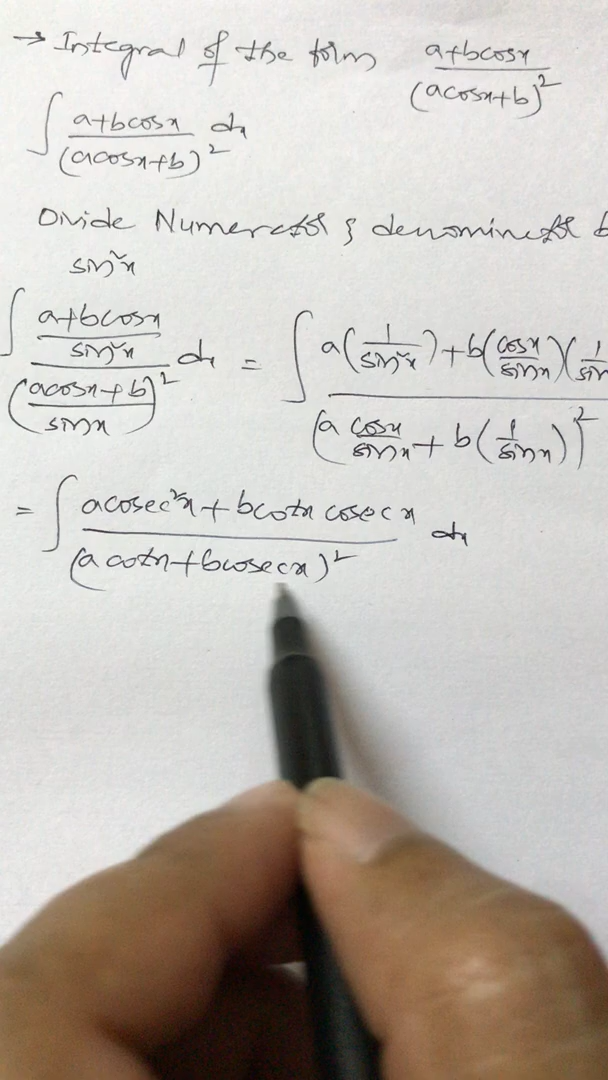 → Integral of the form (a+bcosx)/(acosx+b)²
∫ (a+bcosx)/(acosx+b)² dx
Divide Numerator & denominator b
sin²x
∫ ((a+bcosx)/(sin²x))/((acosx+b)²/(sinx)) dx = ∫ (a(1/sin²x)+b(cosx/sinx)(1/sin
(a cosx/sinx + b(1/sinx))²
= ∫ (acosec²x+bcotx cosecx)/(a cotx+bcosecx)² dx